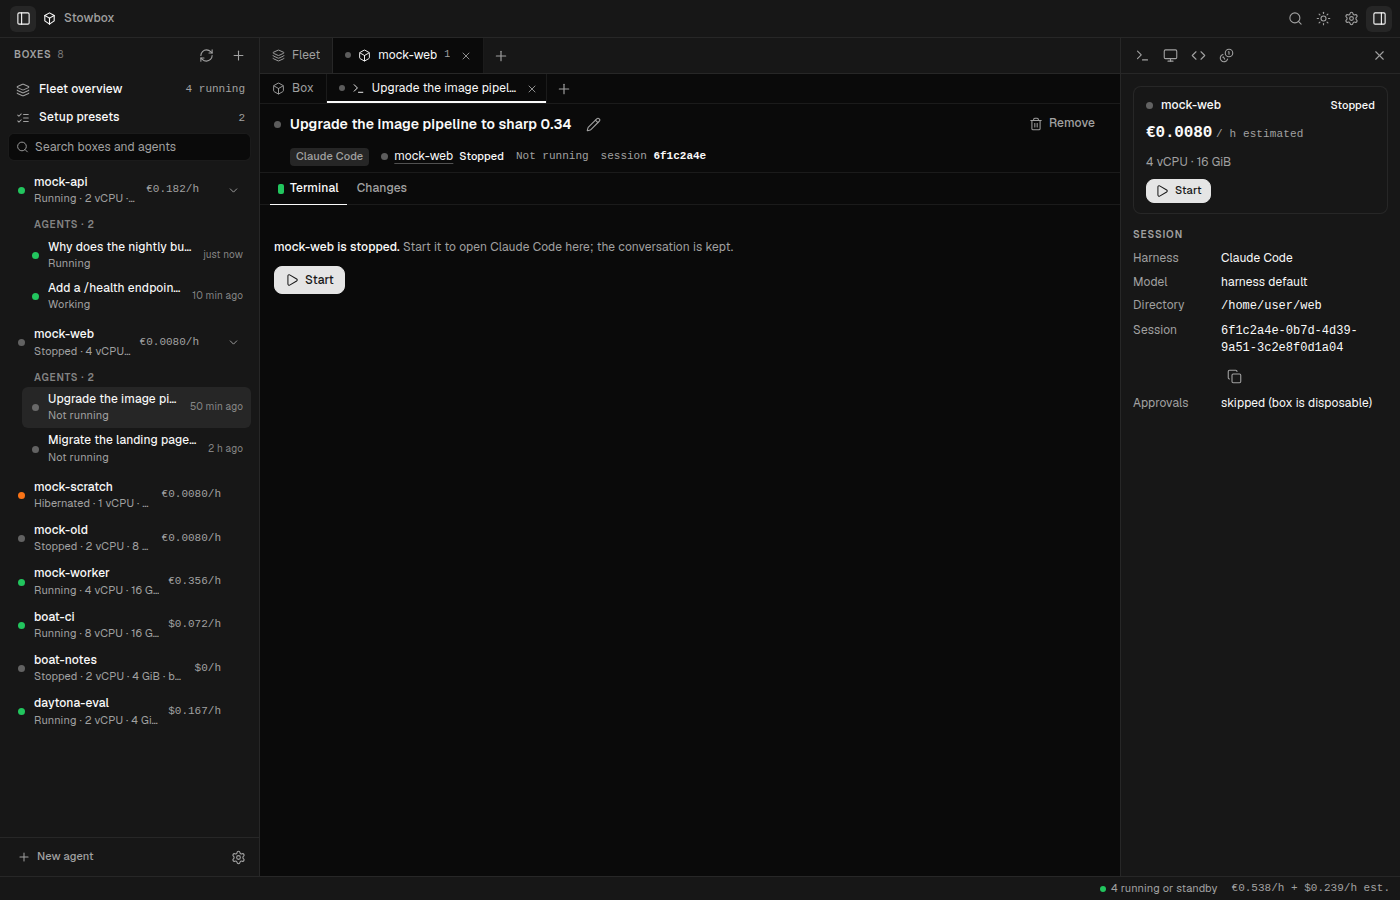 Stowbox
BOXES 8
Fleet overview 4 running
Setup presets 2
Search boxes and agents
mock-api €0.182/h
Running · 2 vCPU ·…
AGENTS · 2
Why does the nightly bu… just now
Running
Add a /health endpoin… 10 min ago
Working
mock-web €0.0080/h
Stopped · 4 vCPU…
AGENTS · 2
Upgrade the image pi… 50 min ago
Not running
Migrate the landing page… 2 h ago
Not running
mock-scratch €0.0080/h
Hibernated · 1 vCPU · …
mock-old €0.0080/h
Stopped · 2 vCPU · 8 …
mock-worker €0.356/h
Running · 4 vCPU · 16 G…
boat-ci $0.072/h
Running · 8 vCPU · 16 G…
boat-notes $0/h
Stopped · 2 vCPU · 4 GiB · b…
daytona-eval $0.167/h
Running · 2 vCPU · 4 Gi…
New agent
Fleet mock-web 1
Box Upgrade the image pipel…
Upgrade the image pipeline to sharp 0.34 Remove
Claude Code mock-web Stopped Not running session 6f1c2a4e
Terminal Changes
mock-web is stopped. Start it to open Claude Code here; the conversation is kept.
Start
mock-web Stopped
€0.0080 / h estimated
4 vCPU · 16 GiB
Start
SESSION
Harness Claude Code
Model harness default
Directory /home/user/web
Session 6f1c2a4e-0b7d-4d39-
9a51-3c2e8f0d1a04
Approvals skipped (box is disposable)
4 running or standby €0.538/h + $0.239/h est.